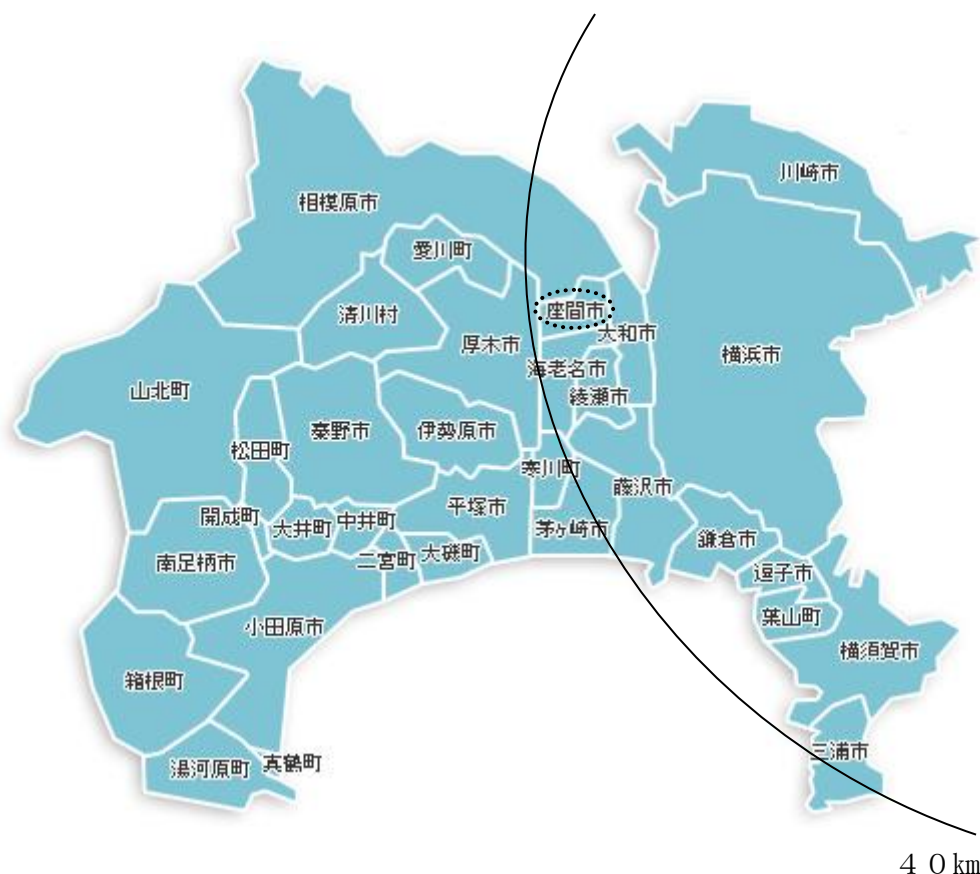 川崎市
相模原市
愛川町
座間市
清川村
大和市
厚木市
横浜市
海老名市
山北町
綾瀬市
秦野市
伊勢原市
松田町
寒川町
藤沢市
平塚市
開成町
中井町
大井町
茅ヶ崎市
鎌倉市
大磯町
二宮町
南足柄市
逗子市
葉山町
小田原市
横須賀市
箱根町
三浦市
真鶴町
湯河原町
40㎞